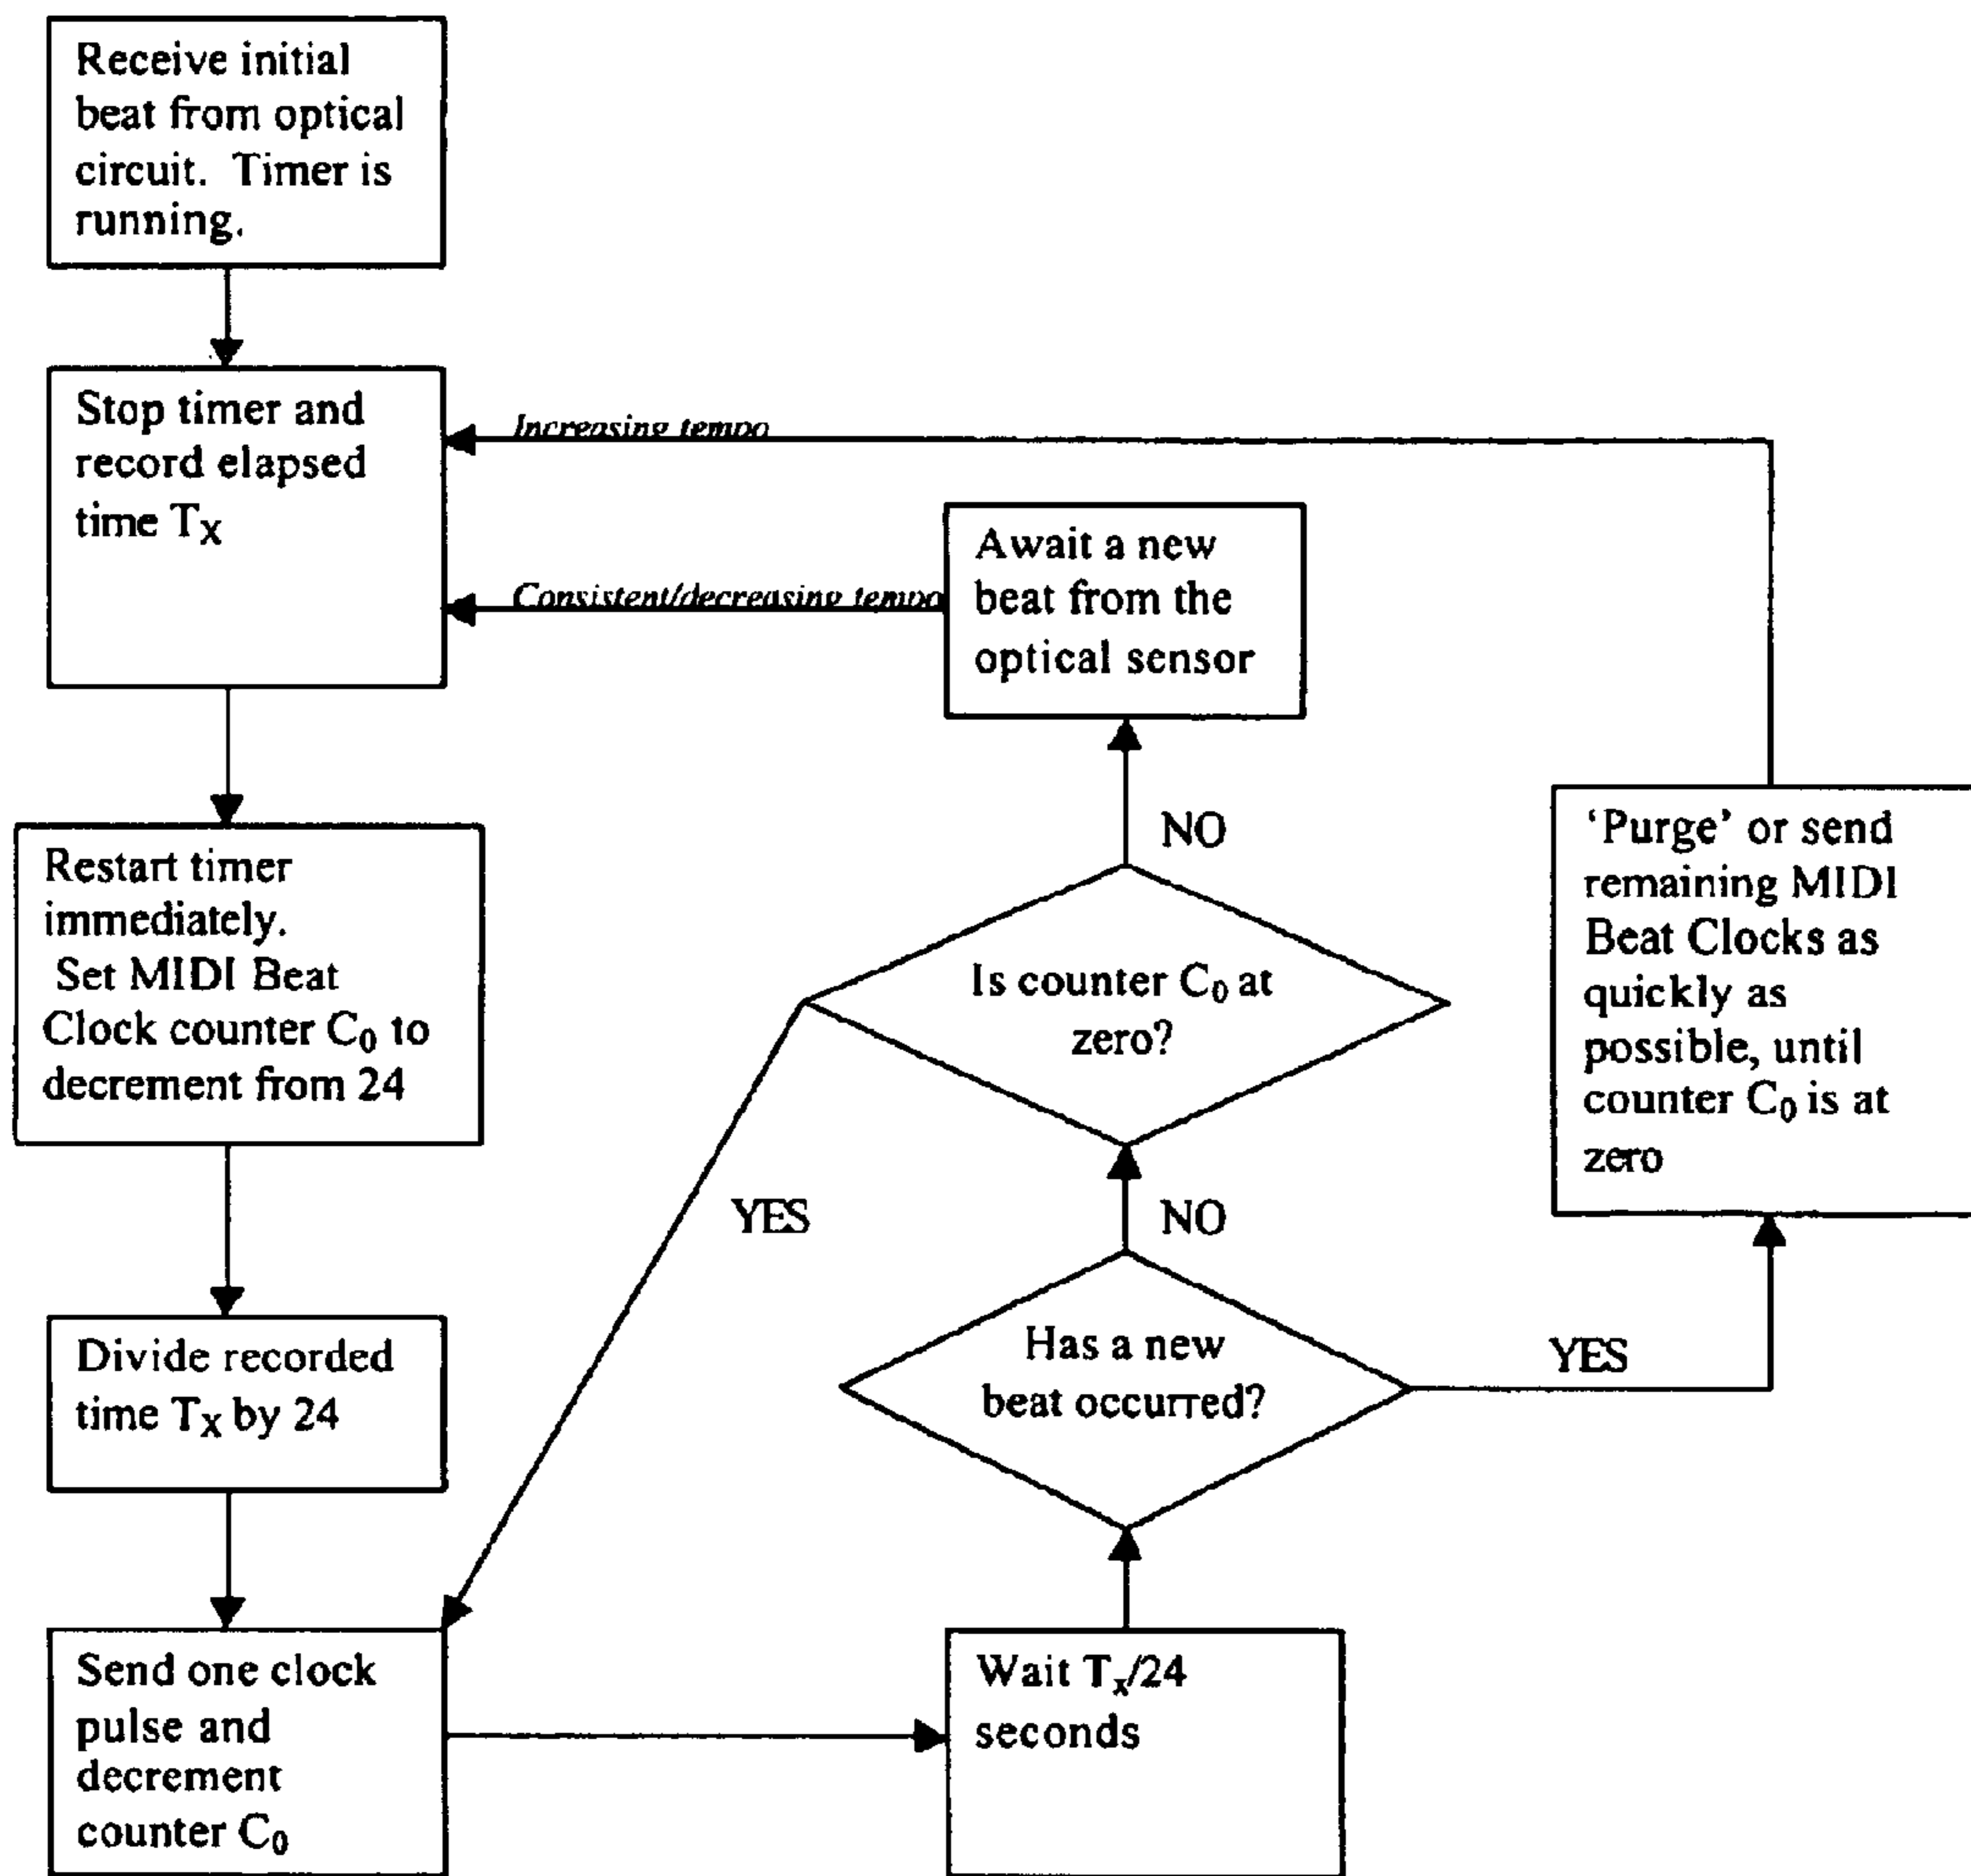 Receive initial
beat from optical
circuit. Timer is
running.
Stop timer and
record elapsed
time TX
Increasing tempo
Consistent/decreasing tempo
Await a new
beat from the
optical sensor
Restart timer
immediately.
Set MIDI Beat
Clock counter C0 to
decrement from 24
NO
Is counter C0 at
zero?
YES
NO
‘Purge’ or send
remaining MIDI
Beat Clocks as
quickly as
possible, until
counter C0 is at
zero
Divide recorded
time TX by 24
Has a new
beat occurred?
YES
Send one clock
pulse and
decrement
counter C0
Wait Tx/24
seconds